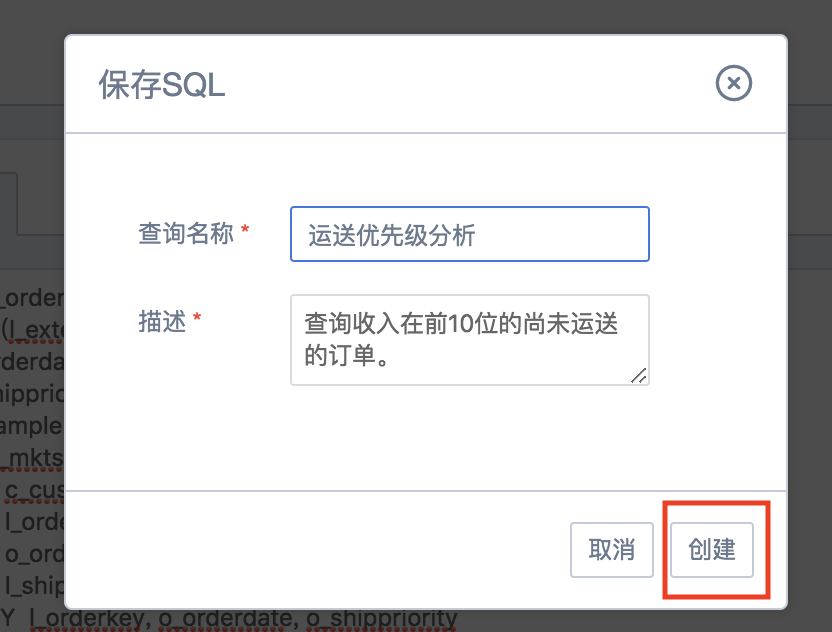 保存SQL
查询名称 *
运送优先级分析
描述 *
查询收入在前10位的尚未运送
的订单。
取消
创建
_order
(l_exte
rderda
hipprio
ample
_mkts
c_cus
l_orde
o_ord
l_ship
Y l_orderkey, o_orderdate, o_shippriority